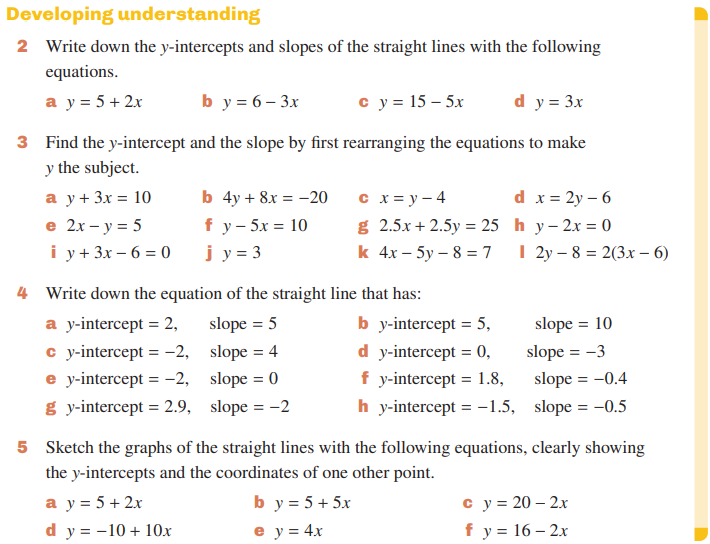 Developing understanding
2 Write down the y-intercepts and slopes of the straight lines with the following
equations.
a y = 5 + 2x b y = 6 – 3x c y = 15 – 5x d y = 3x
3 Find the y-intercept and the slope by first rearranging the equations to make
y the subject.
a y + 3x = 10 b 4y + 8x = –20 c x = y – 4 d x = 2y – 6
e 2x – y = 5 f y – 5x = 10 g 2.5x + 2.5y = 25 h y – 2x = 0
i y + 3x – 6 = 0 j y = 3 k 4x – 5y – 8 = 7 l 2y – 8 = 2(3x – 6)
4 Write down the equation of the straight line that has:
a y-intercept = 2, slope = 5 b y-intercept = 5, slope = 10
c y-intercept = –2, slope = 4 d y-intercept = 0, slope = –3
e y-intercept = –2, slope = 0 f y-intercept = 1.8, slope = –0.4
g y-intercept = 2.9, slope = –2 h y-intercept = –1.5, slope = –0.5
5 Sketch the graphs of the straight lines with the following equations, clearly showing
the y-intercepts and the coordinates of one other point.
a y = 5 + 2x b y = 5 + 5x c y = 20 – 2x
d y = –10 + 10x e y = 4x f y = 16 – 2x